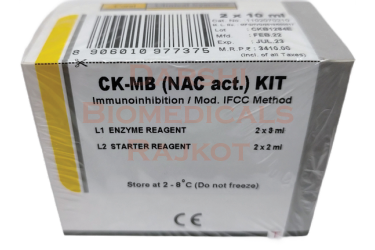 2 x 10 ml
Lot : CKB1284E
Mfd : FEB.22
Exp : JUL.23
M.R.P.₹ : 3410.00
(Incl. of all Taxes)
8 908010 977375
CK-MB (NAC act.) KIT
Immunoinhibition / Mod. IFCC Method
BIOMEDICALS
RAJKOT
L1 ENZYME REAGENT 2 x 8 ml
L2 STARTER REAGENT 2 x 2 ml
Store at 2 - 8°C (Do not freeze)
CE